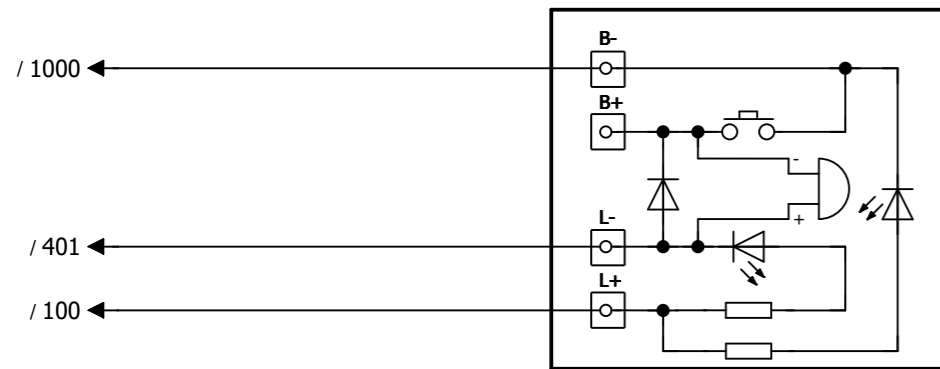 B-
/ 1000
B+
-
+
L-
/ 401
L+
/ 100